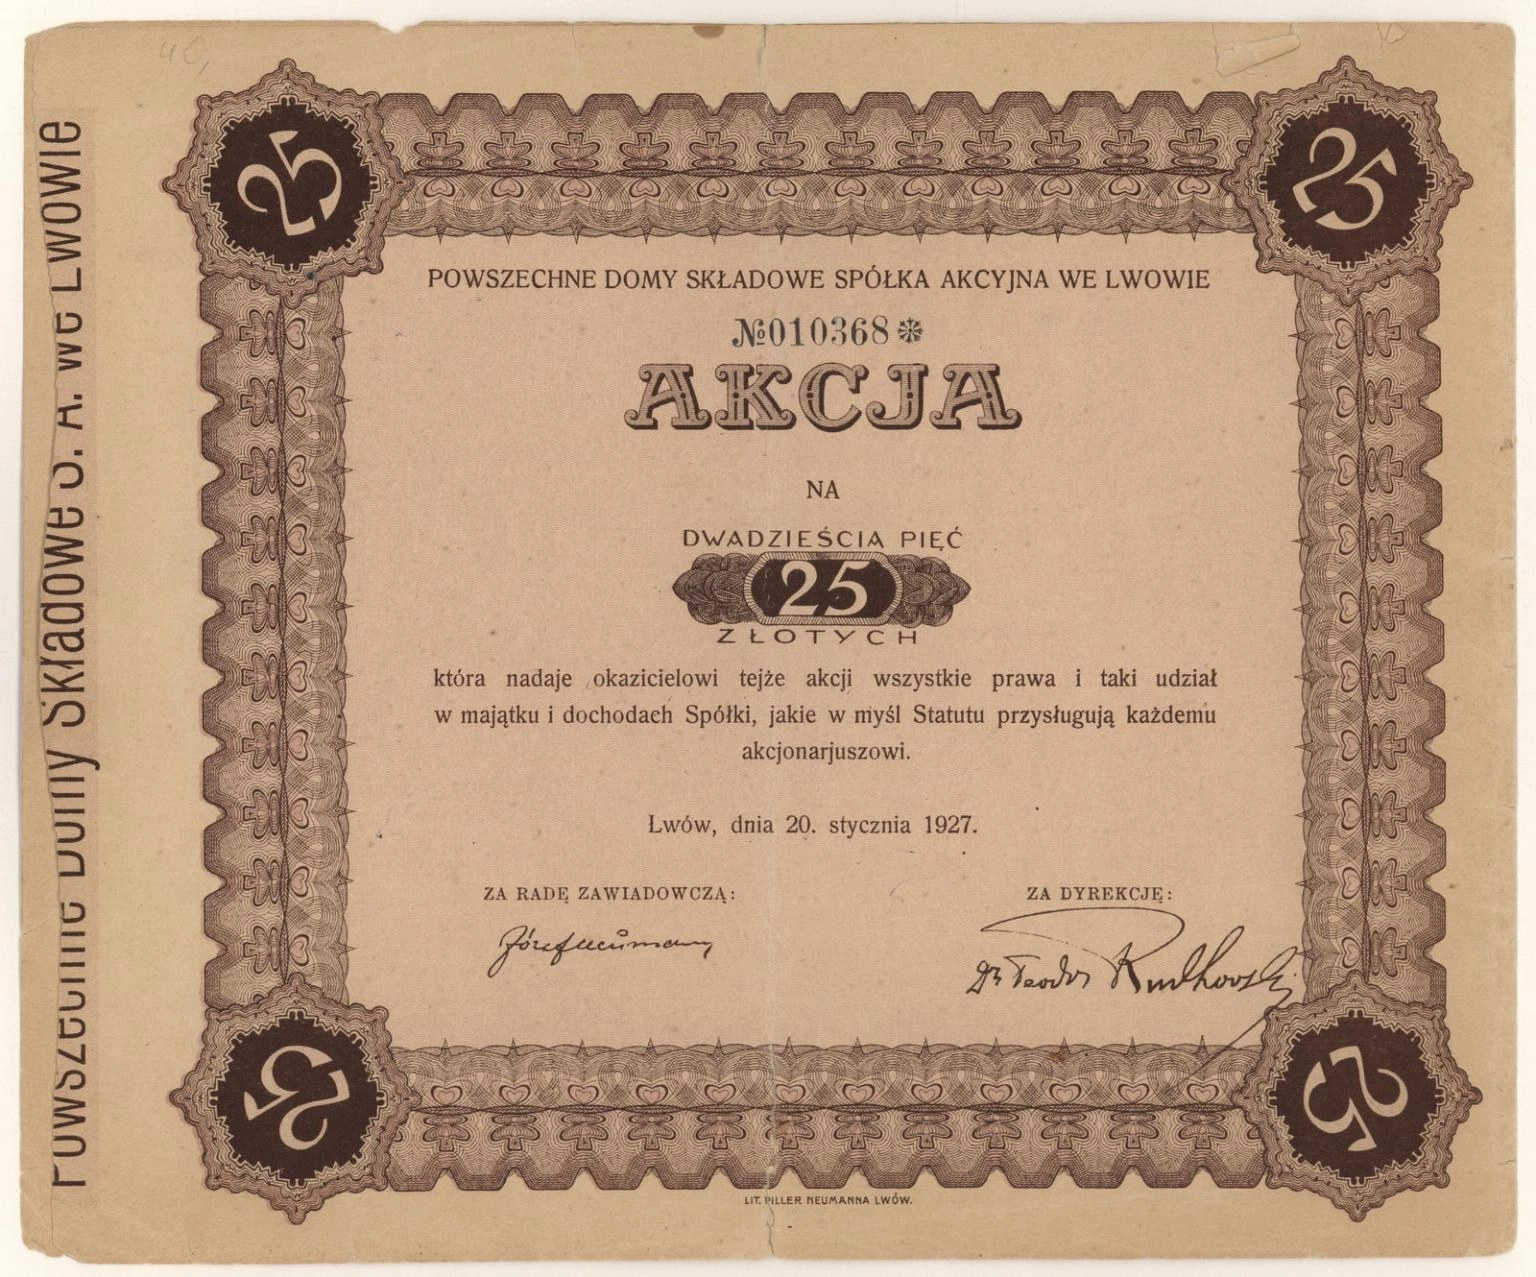 40,
Powszechne Domy Składowe S. A. we Lwowie
25
25
POWSZECHNE DOMY SKŁADOWE SPÓŁKA AKCYJNA WE LWOWIE
№010368
AKCJA
NA
DWADZIEŚCIA PIĘĆ
25
ZŁOTYCH
która nadaje okazicielowi tejże akcji wszystkie prawa i taki udział
w majątku i dochodach Spółki, jakie w myśl Statutu przysługują każdemu
akcjonarjuszowi.
Lwów, dnia 20. stycznia 1927.
ZA RADĘ ZAWIADOWCZĄ:
ZA DYREKCJĘ:
Dr Teodor
25
25
LIT. PILLER NEUMANNA LWÓW.